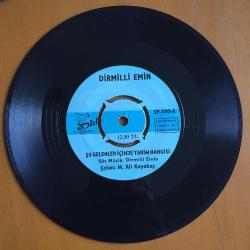 DİRMİLLİ EMİN
SP-100-A
12.50 TL.
ŞU GELENLER İÇİNDE YARİM HANGİSİ
Söz Müzik: Dirmilli Emin
Çalan: M. Ali Kayabaş